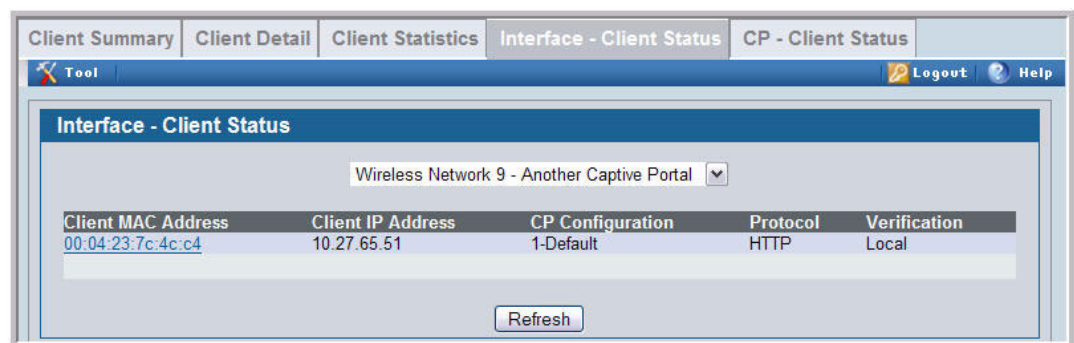 Client Summary Client Detail Client Statistics Interface - Client Status CP - Client Status
Tool Logout Help
Interface - Client Status
Wireless Network 9 - Another Captive Portal
Client MAC Address Client IP Address CP Configuration Protocol Verification
00:04:23:7c:4c:c4 10.27.65.51 1-Default HTTP Local
Refresh